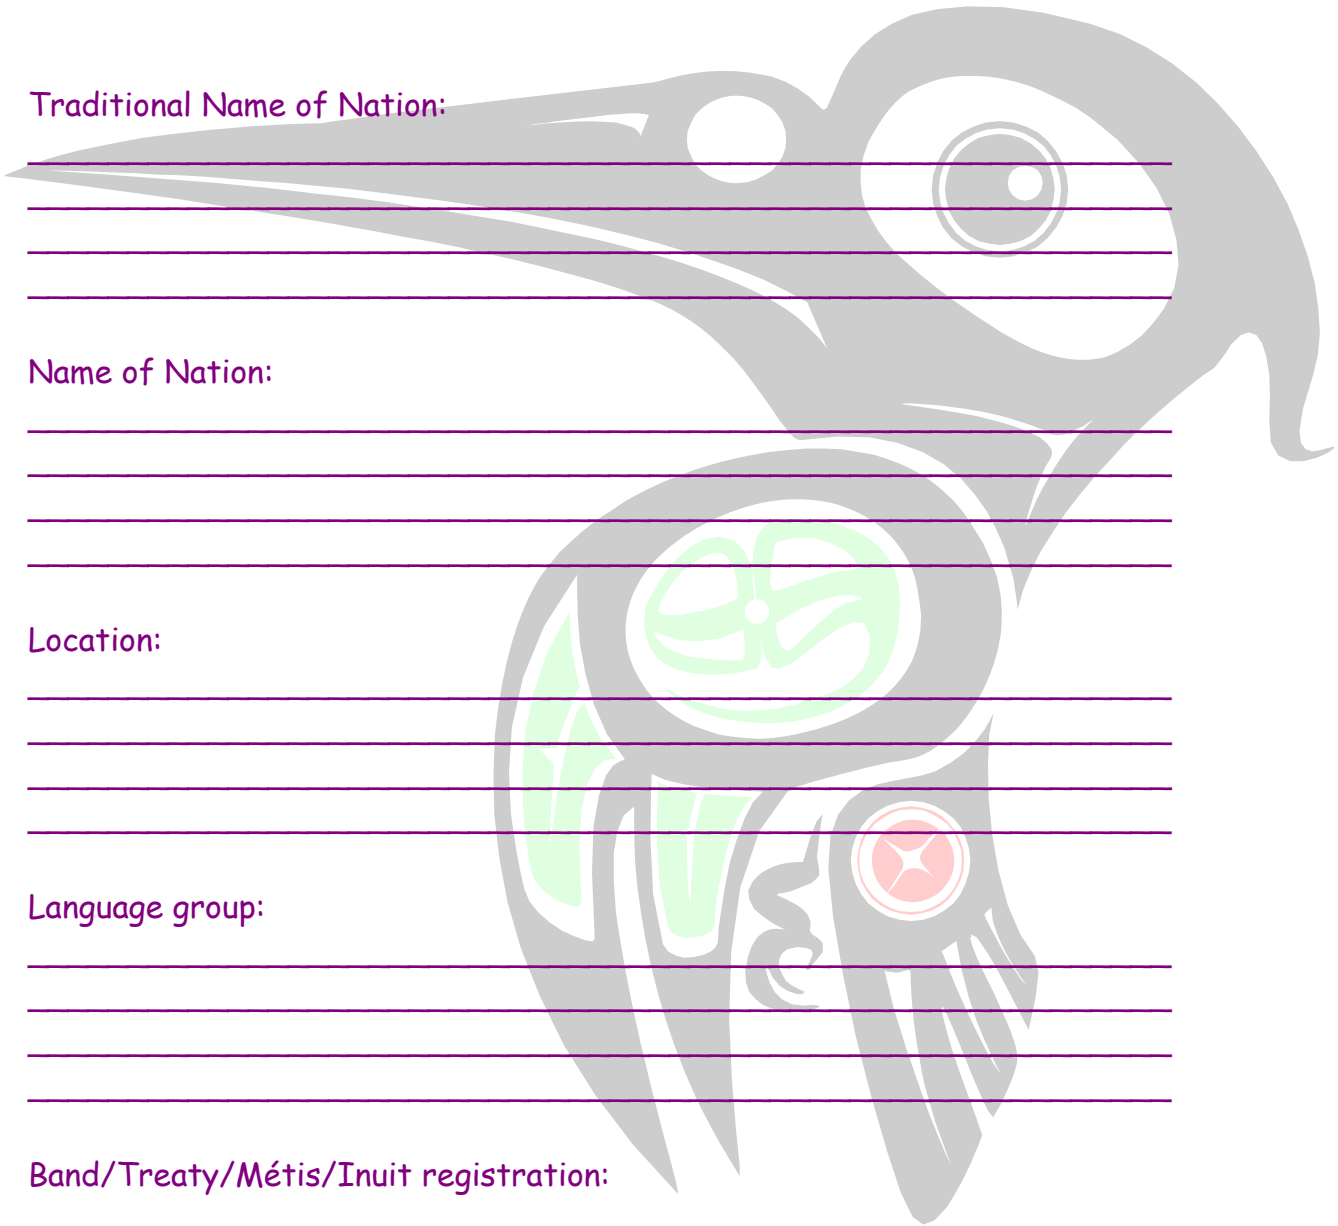 Traditional Name of Nation:
Name of Nation:
Location:
Language group:
Band/Treaty/Métis/Inuit registration: